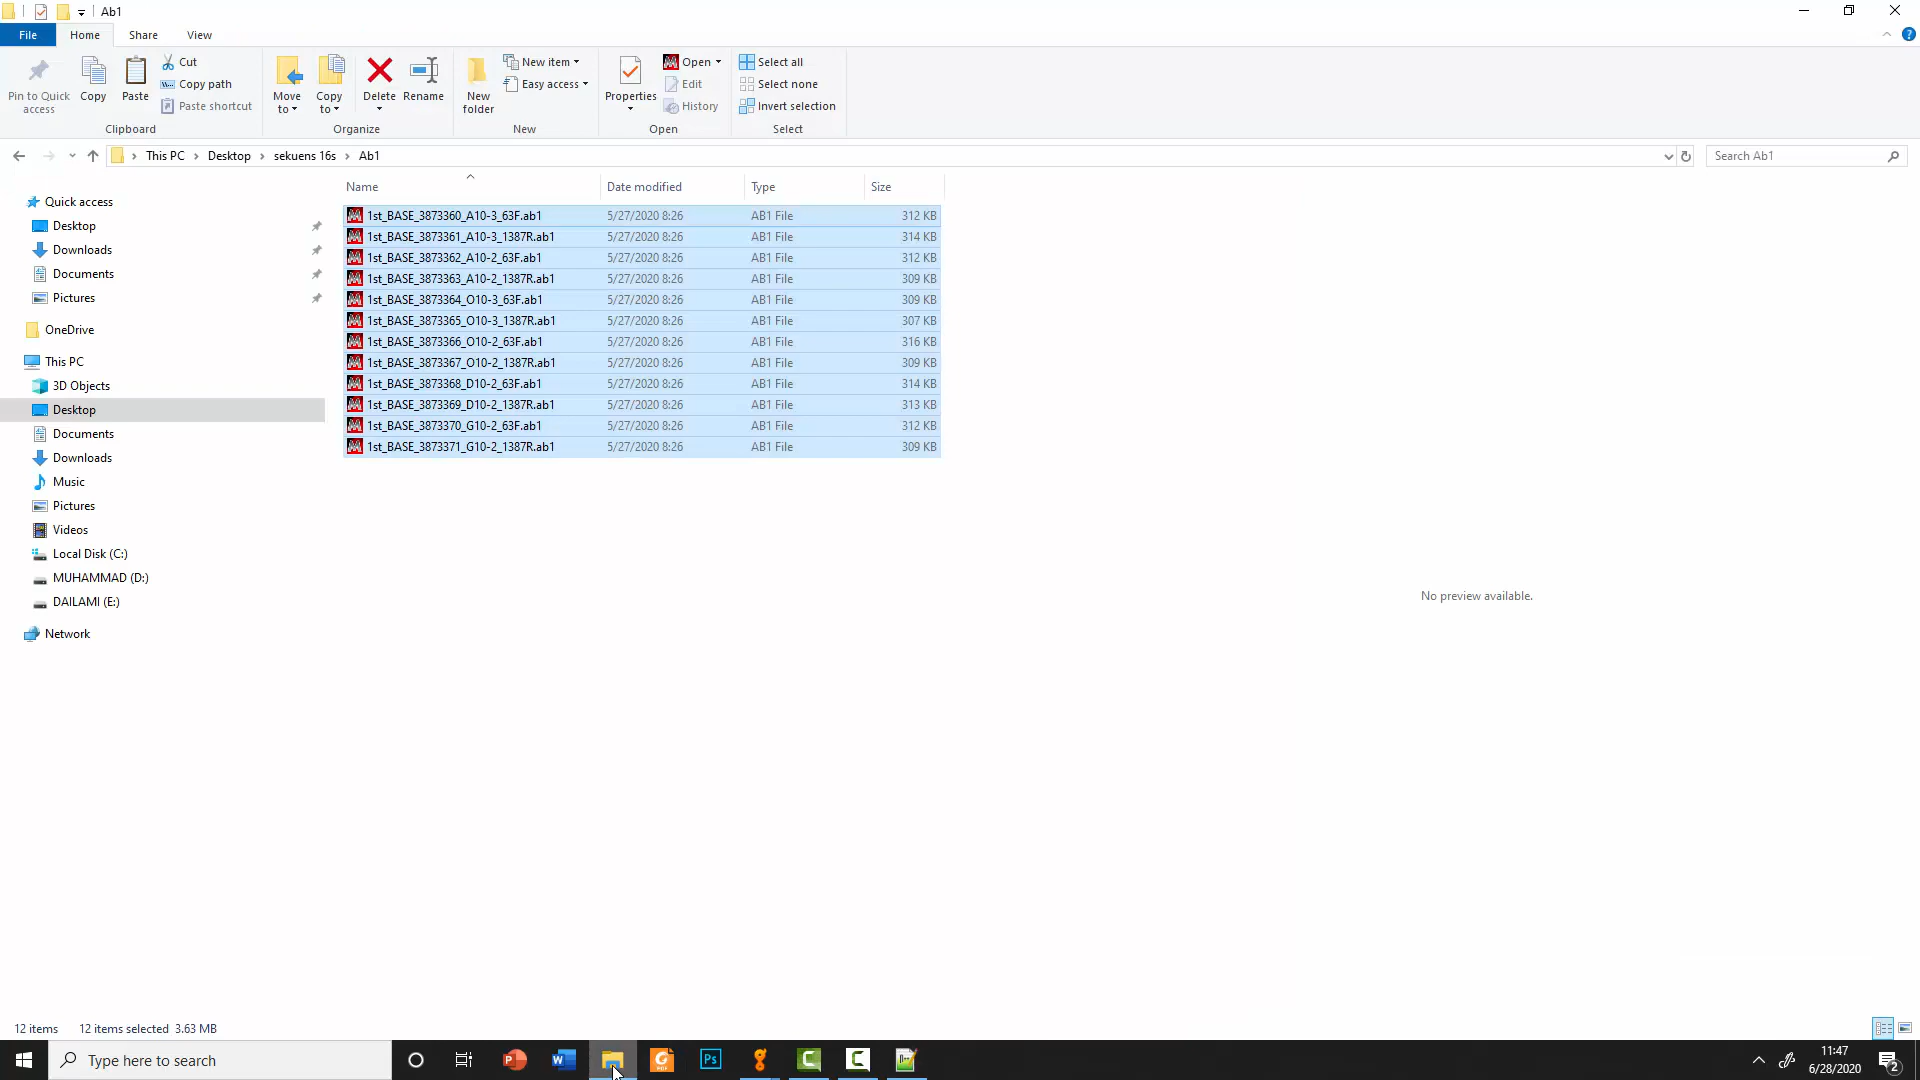 Ab1
File
Home
Share
View
Pin to Quick access
Copy
Paste
Cut
Copy path
Paste shortcut
Clipboard
Move to
Copy to
Delete
Rename
Organize
New folder
New item
Easy access
New
Properties
Open
Edit
History
Open
Select all
Select none
Invert selection
Select
This PC
Desktop
sekuens 16s
Ab1
Search Ab1
Quick access
Desktop
Downloads
Documents
Pictures
OneDrive
This PC
3D Objects
Desktop
Documents
Downloads
Music
Pictures
Videos
Local Disk (C:)
MUHAMMAD (D:)
DAILAMI (E:)
Network
Name Date modified Type Size
1st_BASE_3873360_A10-3_63F.ab1 5/27/2020 8:26 AB1 File 312 KB
1st_BASE_3873361_A10-3_1387R.ab1 5/27/2020 8:26 AB1 File 314 KB
1st_BASE_3873362_A10-2_63F.ab1 5/27/2020 8:26 AB1 File 312 KB
1st_BASE_3873363_A10-2_1387R.ab1 5/27/2020 8:26 AB1 File 309 KB
1st_BASE_3873364_O10-3_63F.ab1 5/27/2020 8:26 AB1 File 309 KB
1st_BASE_3873365_O10-3_1387R.ab1 5/27/2020 8:26 AB1 File 307 KB
1st_BASE_3873366_O10-2_63F.ab1 5/27/2020 8:26 AB1 File 316 KB
1st_BASE_3873367_O10-2_1387R.ab1 5/27/2020 8:26 AB1 File 309 KB
1st_BASE_3873368_D10-2_63F.ab1 5/27/2020 8:26 AB1 File 314 KB
1st_BASE_3873369_D10-2_1387R.ab1 5/27/2020 8:26 AB1 File 313 KB
1st_BASE_3873370_G10-2_63F.ab1 5/27/2020 8:26 AB1 File 312 KB
1st_BASE_3873371_G10-2_1387R.ab1 5/27/2020 8:26 AB1 File 309 KB
No preview available.
12 items 12 items selected 3.63 MB
Type here to search
11:47
6/28/2020
2